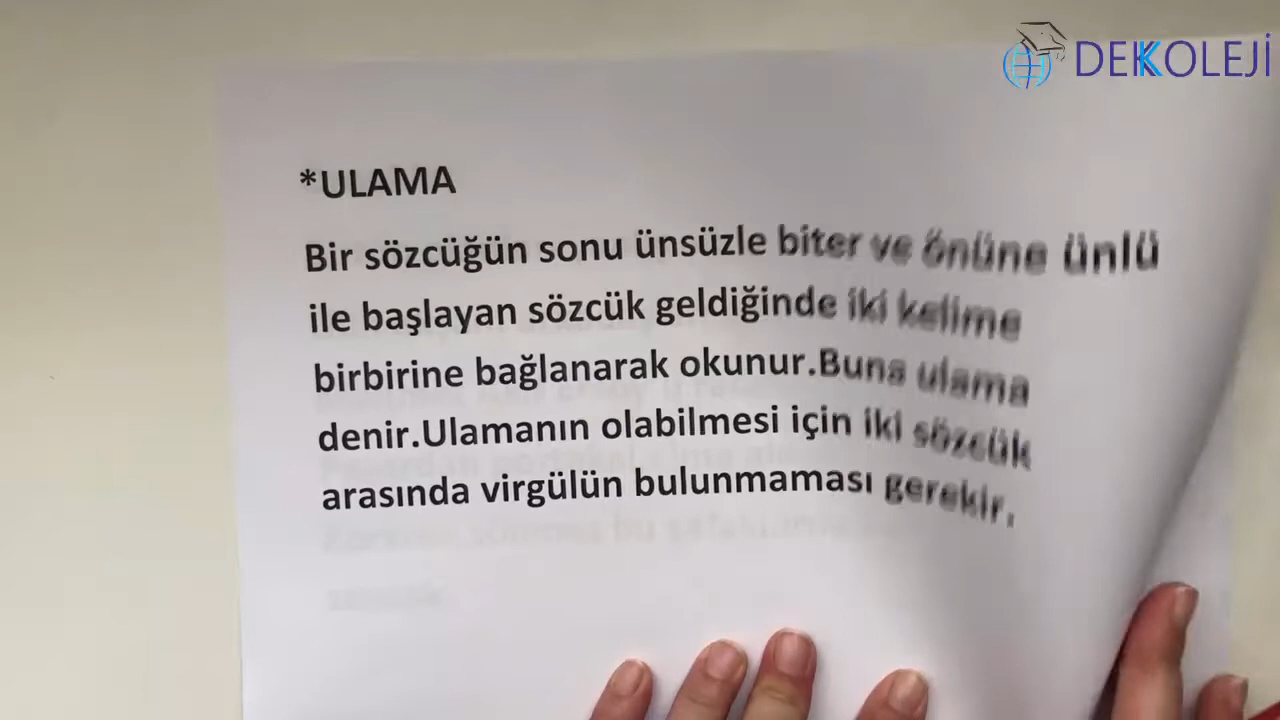 DEKKOLEJİ
*ULAMA
Bir sözcüğün sonu ünsüzle biter ve önüne ünlü
ile başlayan sözcük geldiğinde iki kelime
birbirine bağlanarak okunur.Buna ulama
denir.Ulamanın olabilmesi için iki sözcük
arasında virgülün bulunmaması gerekir.